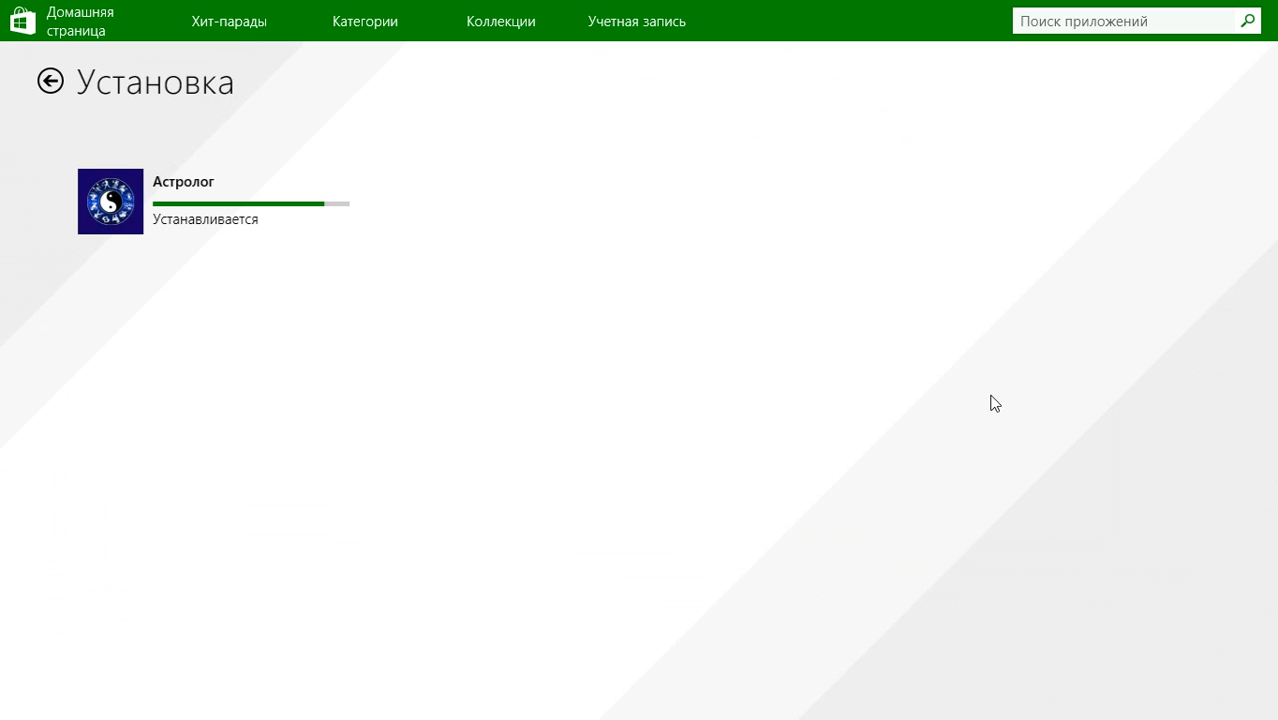 Домашняя
страница
Хит-парады
Категории
Коллекции
Учетная запись
Поиск приложений
Установка
Астролог
Устанавливается